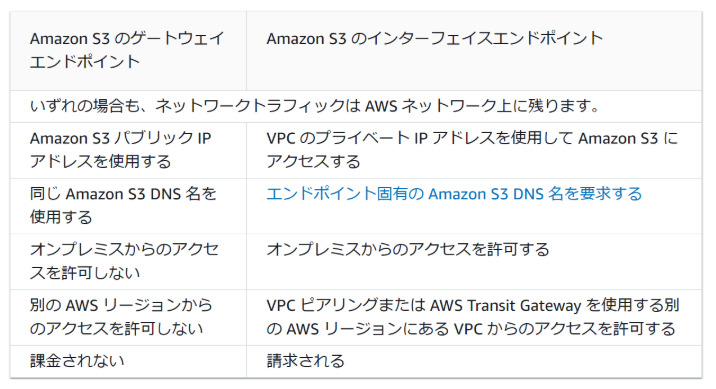 Amazon S3 のゲートウェイ
エンドポイント
Amazon S3 のインターフェイスエンドポイント
いずれの場合も、ネットワークトラフィックは AWS ネットワーク上に残ります。
Amazon S3 パブリック IP
アドレスを使用する
VPC のプライベート IP アドレスを使用して Amazon S3 に
アクセスする
同じ Amazon S3 DNS 名を
使用する
エンドポイント固有の Amazon S3 DNS 名を要求する
オンプレミスからのアクセ
スを許可しない
オンプレミスからのアクセスを許可する
別の AWS リージョンから
のアクセスを許可しない
VPC ピアリングまたは AWS Transit Gateway を使用する別
の AWS リージョンにある VPC からのアクセスを許可する
課金されない
請求される